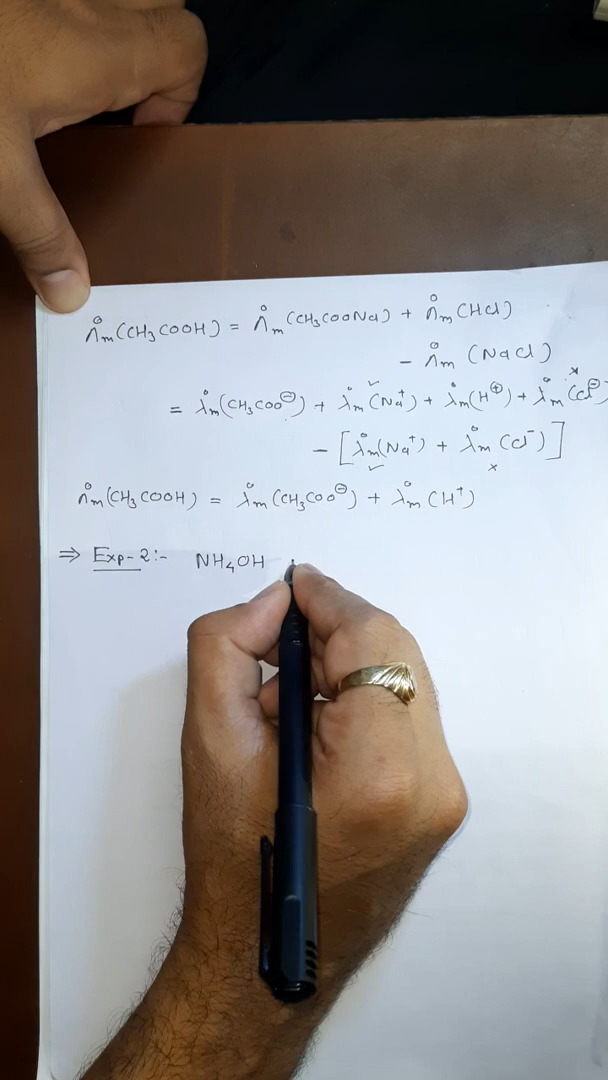 Λ°m(CH₃COOH) = Λ°m(CH₃COONa) + Λ°m(HCl)
− Λ°m(NaCl)
= λ°m(CH₃COO⊖) + λ°m(Na⁺) + λ°m(H⊕) + λ°m(Cl⊖)
− [λ°m(Na⁺) + λ°m(Cl⁻)]
Λ°m(CH₃COOH) = λ°m(CH₃COO⊖) + λ°m(H⁺)
⇒ Exp-2:- NH₄OH